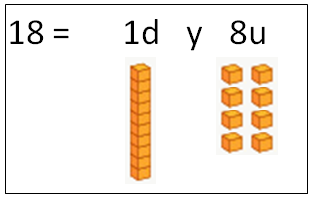 18 = 1d y 8u